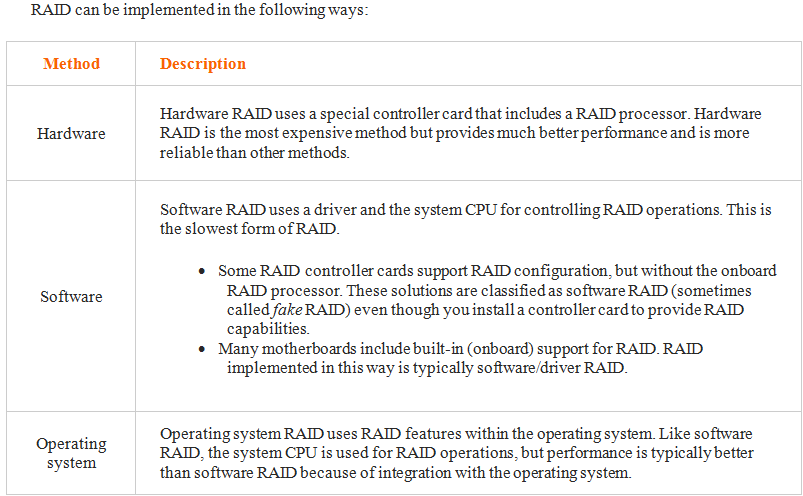 RAID can be implemented in the following ways:
Method
Description
Hardware
Hardware RAID uses a special controller card that includes a RAID processor. Hardware
RAID is the most expensive method but provides much better performance and is more
reliable than other methods.
Software
Software RAID uses a driver and the system CPU for controlling RAID operations. This is
the slowest form of RAID.
• Some RAID controller cards support RAID configuration, but without the onboard
RAID processor. These solutions are classified as software RAID (sometimes
called fake RAID) even though you install a controller card to provide RAID
capabilities.
• Many motherboards include built-in (onboard) support for RAID. RAID
implemented in this way is typically software/driver RAID.
Operating
system
Operating system RAID uses RAID features within the operating system. Like software
RAID, the system CPU is used for RAID operations, but performance is typically better
than software RAID because of integration with the operating system.